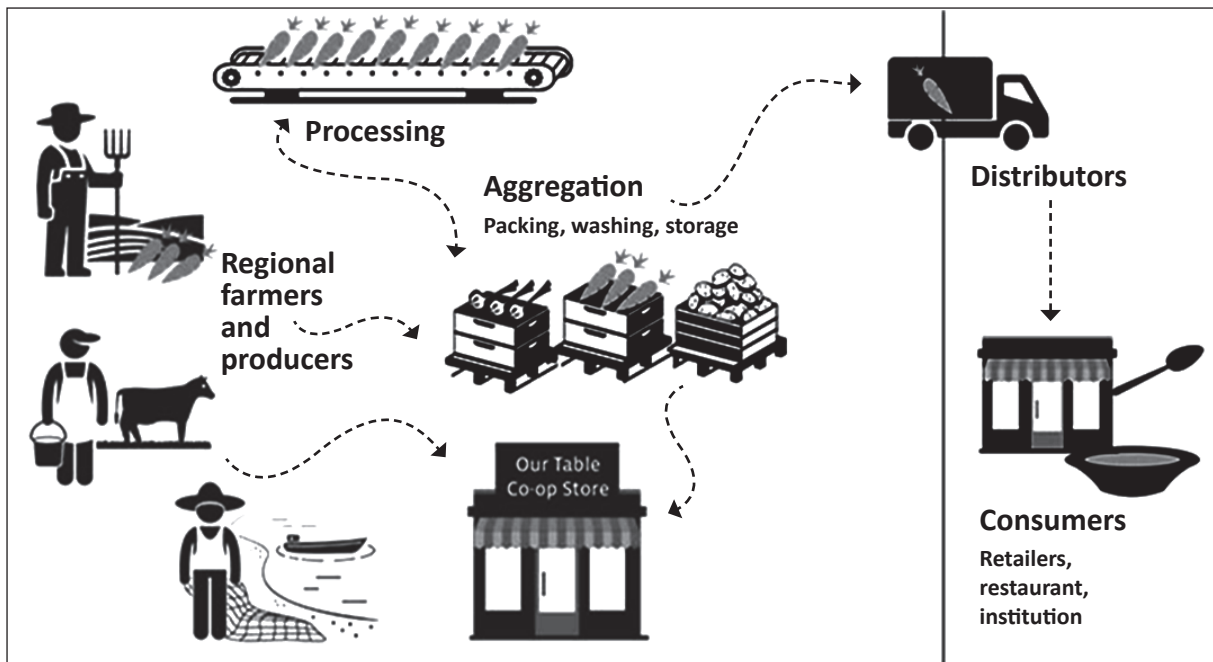 Processing
Aggregation
Packing, washing, storage
Regional
farmers
and
producers
Our Table
Co-op Store
Distributors
Consumers
Retailers,
restaurant,
institution